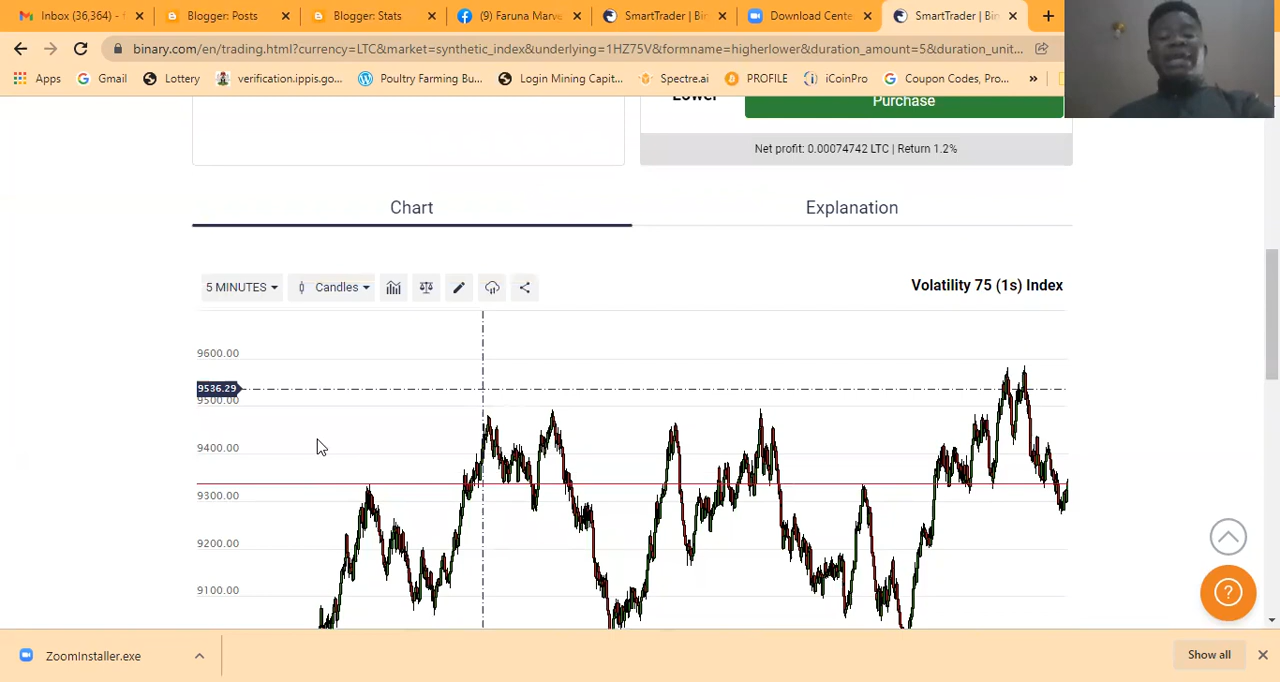 Inbox (36,364) - f
Blogger: Posts
Blogger: Stats
(9) Faruna Marve
SmartTrader | Bin
Download Cente
SmartTrader | Bin
binary.com/en/trading.html?currency=LTC&market=synthetic_index&underlying=1HZ75V&formname=higherlower&duration_amount=5&duration_unit...
Apps
Gmail
Lottery
verification.ippis.go...
Poultry Farming Bu...
Login Mining Capit...
Spectre.ai
PROFILE
iCoinPro
Coupon Codes, Pro...
»
Lower
Purchase
Net profit: 0.00074742 LTC | Return 1.2%
Chart
Explanation
5 MINUTES
Candles
Volatility 75 (1s) Index
9600.00
9536.29
9500.00
9400.00
9300.00
9200.00
9100.00
?
ZoomInstaller.exe
Show all